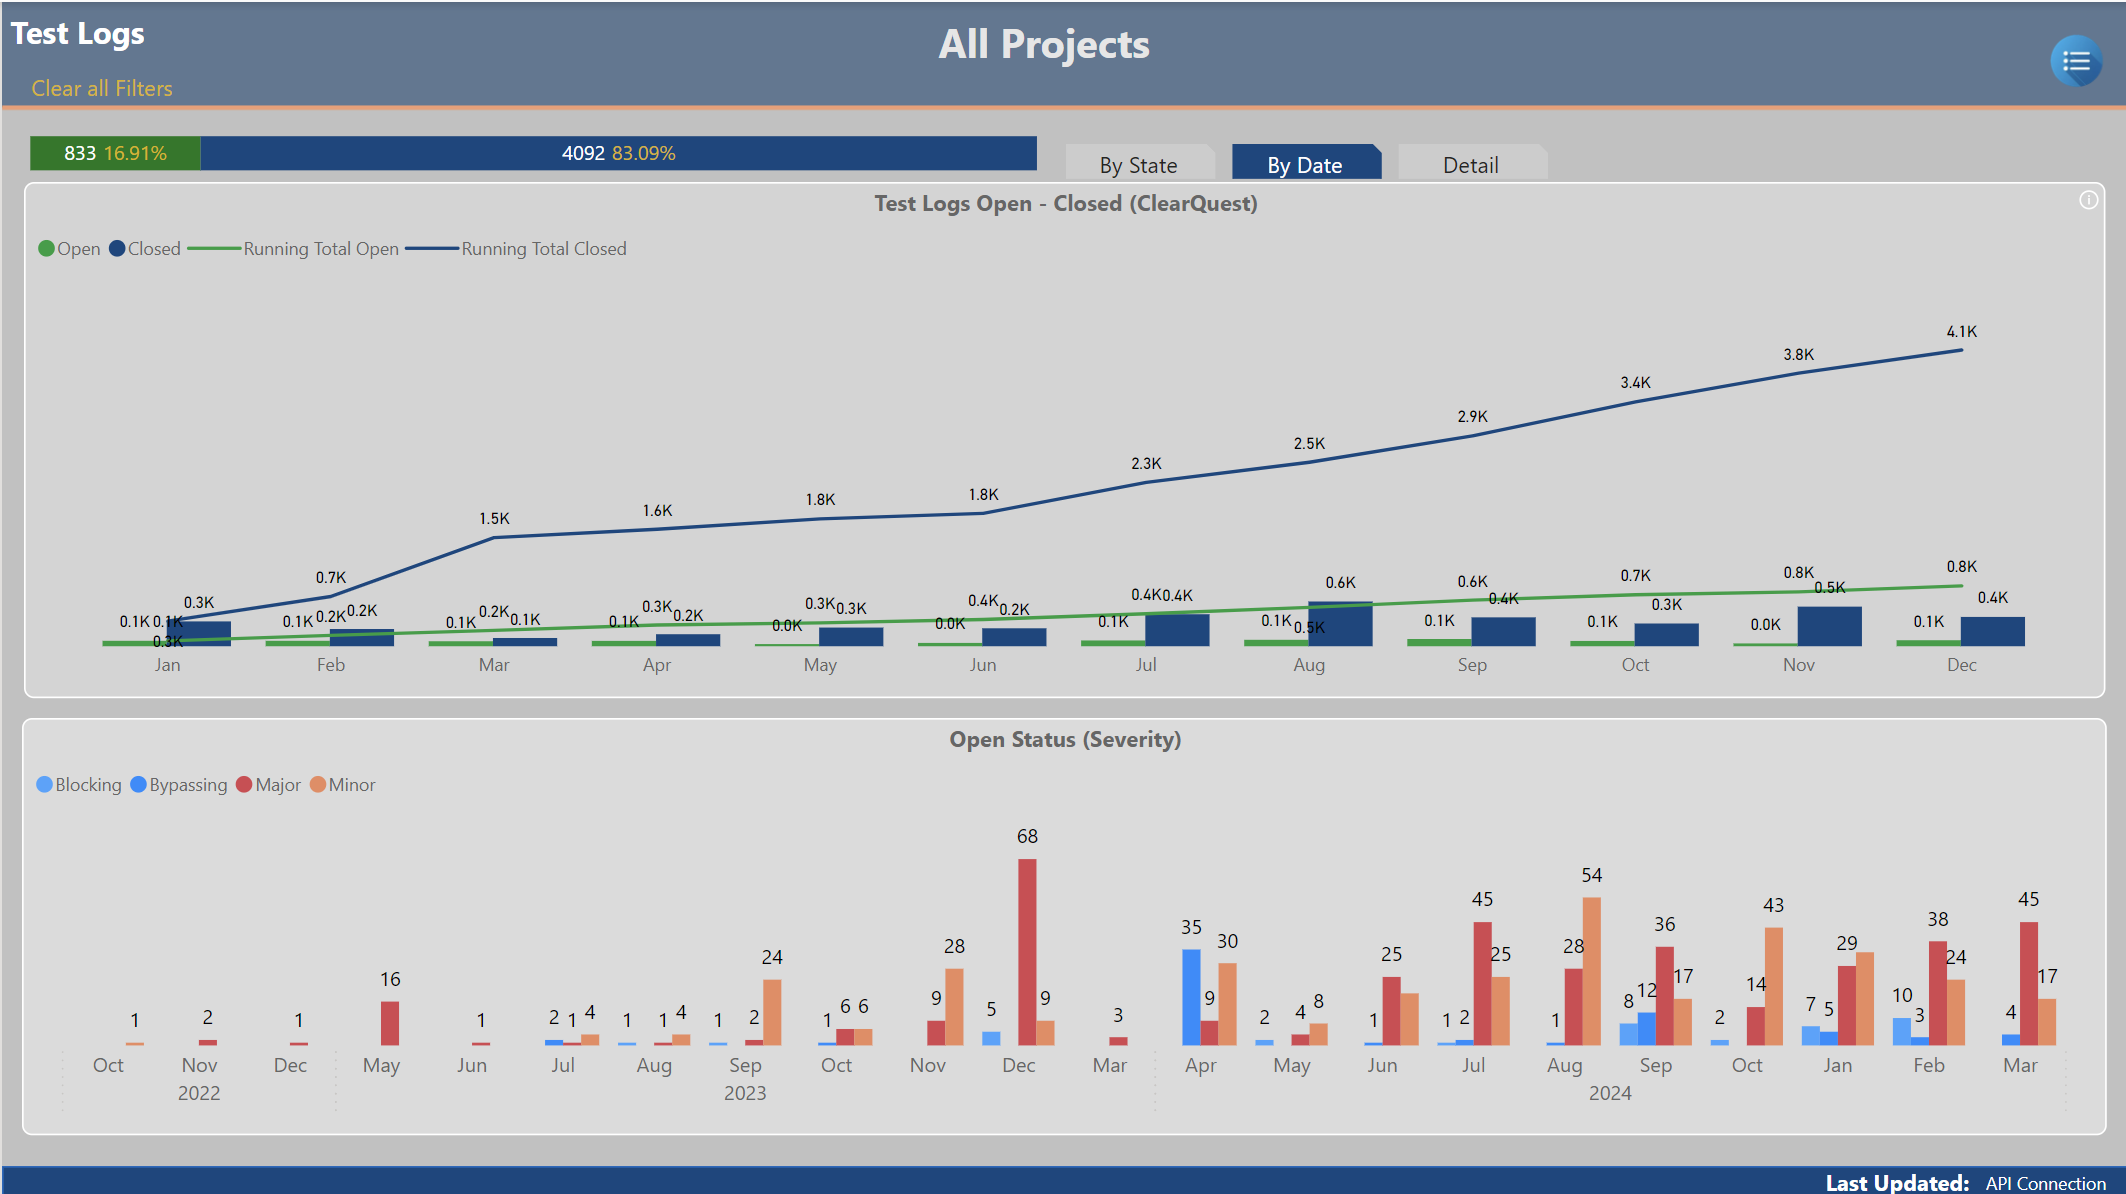 Test Logs
All Projects
Clear all Filters
833 16.91% 4092 83.09%
By State By Date Detail
Test Logs Open - Closed (ClearQuest)
Open Closed Running Total Open Running Total Closed
4.1K
3.8K
3.4K
2.9K
2.5K
2.3K
1.8K
1.8K
1.6K
1.5K
0.7K
0.3K
0.1K 0.1K 0.3K
0.1K 0.2K 0.2K
0.1K 0.2K 0.1K
0.1K 0.3K 0.2K
0.0K 0.3K 0.3K
0.0K 0.4K 0.2K
0.1K 0.4K 0.4K
0.1K 0.6K 0.5K
0.1K 0.6K 0.4K
0.1K 0.7K 0.3K
0.0K 0.8K 0.5K
0.1K 0.8K 0.4K
Jan Feb Mar Apr May Jun Jul Aug Sep Oct Nov Dec
Open Status (Severity)
Blocking Bypassing Major Minor
1
2
1
16
1
2 1 4
1 1 4
1 2 24
1 6 6
9 28
5 68 9
3
35 9 30
2 4 8
1 25
1 2 45 25
1 28 54
8 12 36 17
2 14 43
7 5 29
10 3 38 24
4 45 17
Oct Nov Dec May Jun Jul Aug Sep Oct Nov Dec Mar Apr May Jun Jul Aug Sep Oct Jan Feb Mar
2022 2023 2024
Last Updated: API Connection